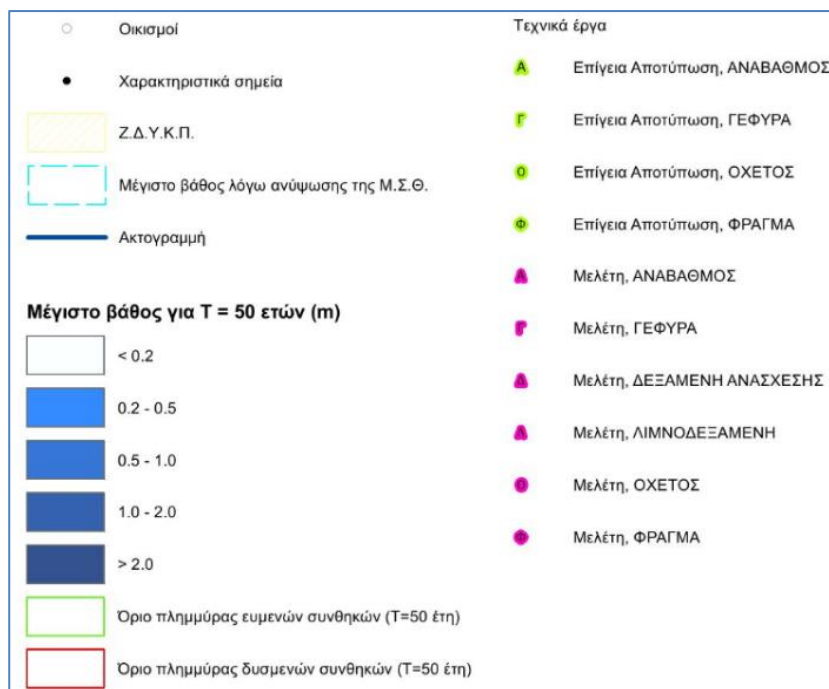 Οικισμοί
Χαρακτηριστικά σημεία
Ζ.Δ.Υ.Κ.Π.
Μέγιστο βάθος λόγω ανύψωσης της Μ.Σ.Θ.
Ακτογραμμή
Μέγιστο βάθος για T = 50 ετών (m)
< 0.2
0.2 - 0.5
0.5 - 1.0
1.0 - 2.0
> 2.0
Όριο πλημμύρας ευμενών συνθηκών (T=50 έτη)
Όριο πλημμύρας δυσμενών συνθηκών (T=50 έτη)
Τεχνικά έργα
Α Επίγεια Αποτύπωση, ΑΝΑΒΑΘΜΟΣ
Γ Επίγεια Αποτύπωση, ΓΕΦΥΡΑ
Ο Επίγεια Αποτύπωση, ΟΧΕΤΟΣ
Φ Επίγεια Αποτύπωση, ΦΡΑΓΜΑ
Α Μελέτη, ΑΝΑΒΑΘΜΟΣ
Γ Μελέτη, ΓΕΦΥΡΑ
Δ Μελέτη, ΔΕΞΑΜΕΝΗ ΑΝΑΣΧΕΣΗΣ
Λ Μελέτη, ΛΙΜΝΟΔΕΞΑΜΕΝΗ
Ο Μελέτη, ΟΧΕΤΟΣ
Φ Μελέτη, ΦΡΑΓΜΑ